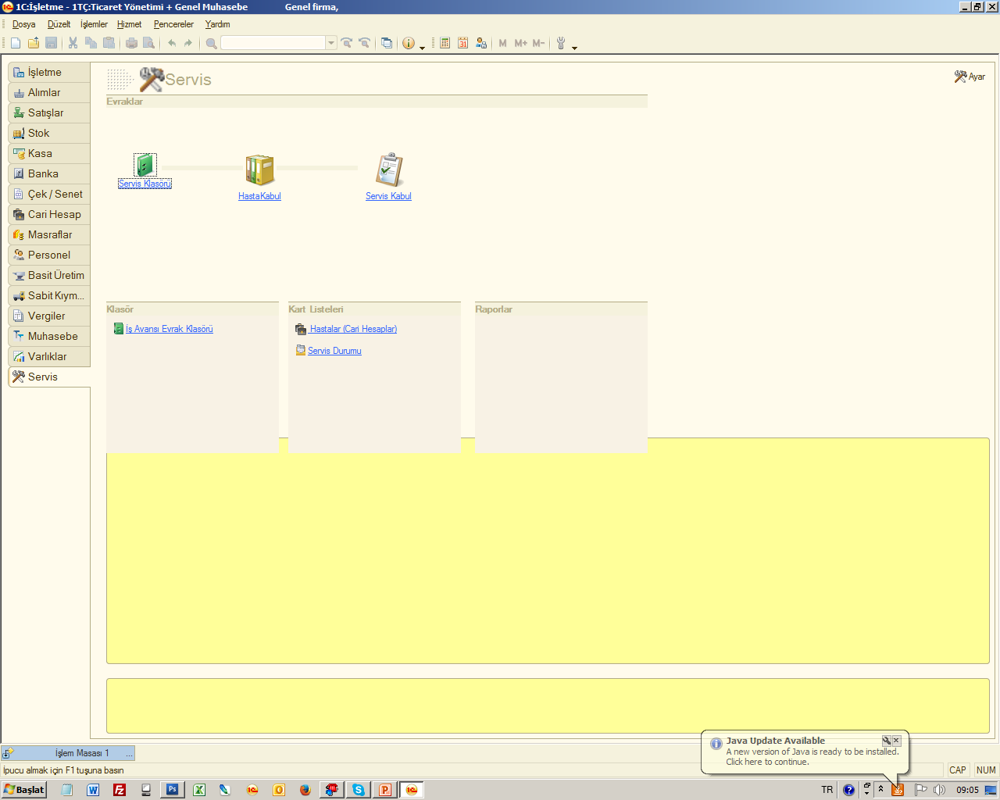 1C:İşletme - 1TÇ:Ticaret Yönetimi + Genel Muhasebe Genel firma,
Dosya Düzelt İşlemler Hizmet Pencereler Yardım
M M+ M-
İşletme
Alımlar
Satışlar
Stok
Kasa
Banka
Çek / Senet
Cari Hesap
Masraflar
Personel
Basit Üretim
Sabit Kıym...
Vergiler
Muhasebe
Varlıklar
Servis
Servis
Ayar
Evraklar
Servis Klasörü
HastaKabul
Servis Kabul
Klasör
İş Avansı Evrak Klasörü
Kart Listeleri
Hastalar (Cari Hesaplar)
Servis Durumu
Raporlar
Java Update Available
A new version of Java is ready to be installed.
Click here to continue.
İşlem Masası 1 ...
İpucu almak için F1 tuşuna basın
CAP NUM
Başlat
TR
09:05